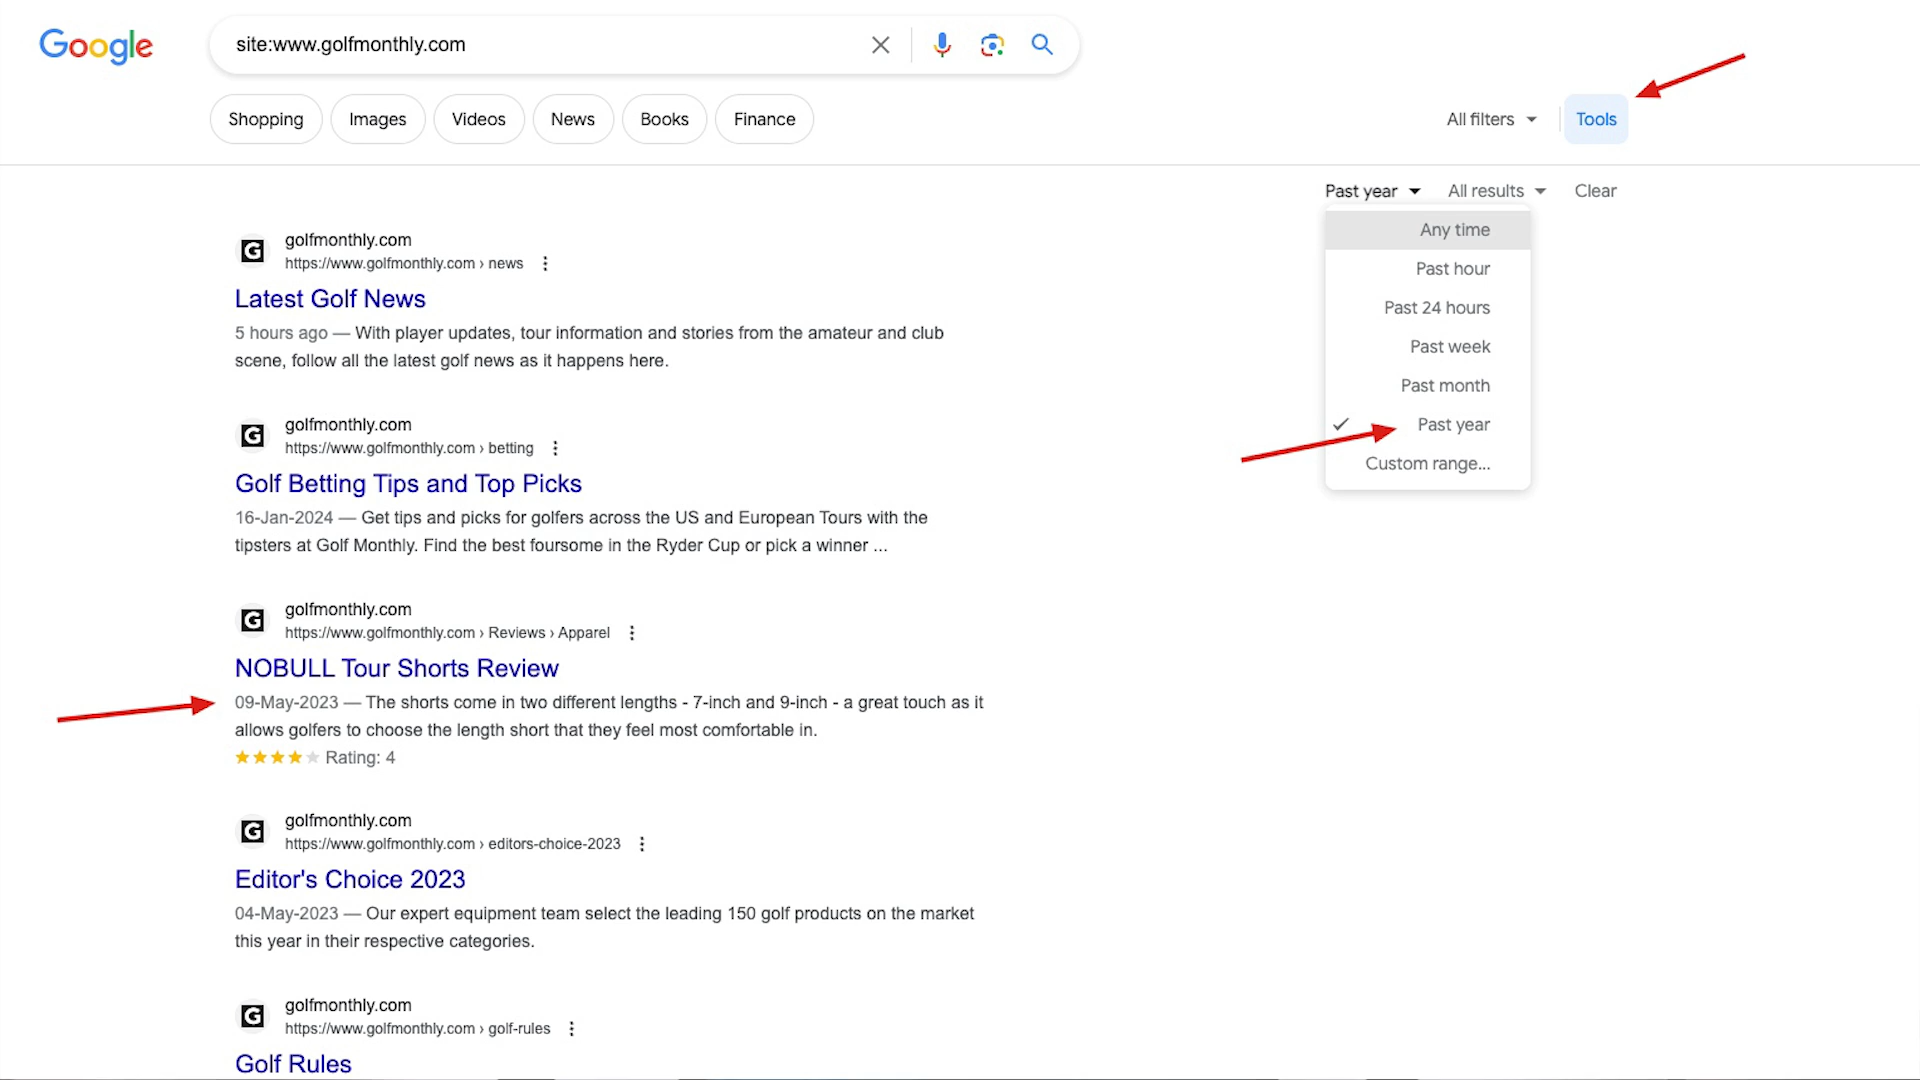 Google
site:www.golfmonthly.com
Shopping
Images
Videos
News
Books
Finance
All filters
Tools
Past year
All results
Clear
Any time
Past hour
Past 24 hours
Past week
Past month
Past year
Custom range...
G
golfmonthly.com
https://www.golfmonthly.com › news
Latest Golf News
5 hours ago — With player updates, tour information and stories from the amateur and club
scene, follow all the latest golf news as it happens here.
G
golfmonthly.com
https://www.golfmonthly.com › betting
Golf Betting Tips and Top Picks
16-Jan-2024 — Get tips and picks for golfers across the US and European Tours with the
tipsters at Golf Monthly. Find the best foursome in the Ryder Cup or pick a winner ...
G
golfmonthly.com
https://www.golfmonthly.com › Reviews › Apparel
NOBULL Tour Shorts Review
09-May-2023 — The shorts come in two different lengths - 7-inch and 9-inch - a great touch as it
allows golfers to choose the length short that they feel most comfortable in.
Rating: 4
G
golfmonthly.com
https://www.golfmonthly.com › editors-choice-2023
Editor's Choice 2023
04-May-2023 — Our expert equipment team select the leading 150 golf products on the market
this year in their respective categories.
G
golfmonthly.com
https://www.golfmonthly.com › golf-rules
Golf Rules